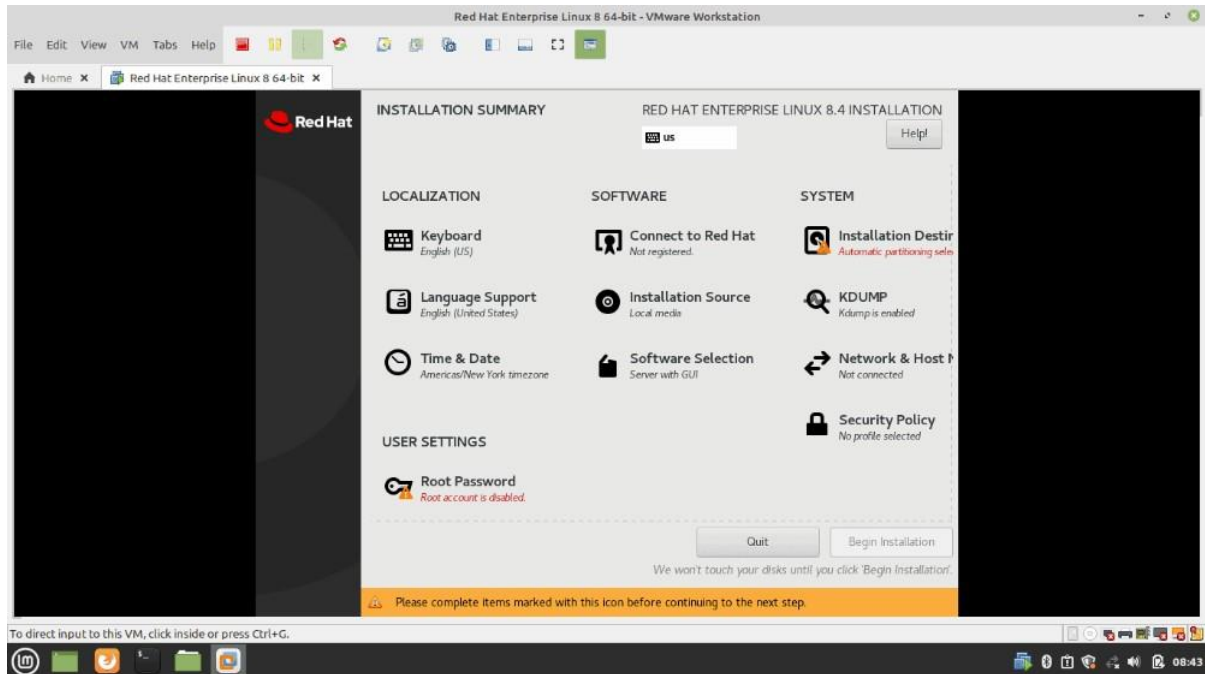 Red Hat Enterprise Linux 8 64-bit - VMware Workstation
File Edit View VM Tabs Help
Home Red Hat Enterprise Linux 8 64-bit
Red Hat
INSTALLATION SUMMARY
RED HAT ENTERPRISE LINUX 8.4 INSTALLATION
us
Help!
LOCALIZATION
Keyboard
English (US)
Language Support
English (United States)
Time & Date
Americas/New York timezone
SOFTWARE
Connect to Red Hat
Not registered.
Installation Source
Local media
Software Selection
Server with GUI
SYSTEM
Installation Destin
Automatic partitioning sele
KDUMP
Kdump is enabled
Network & Host N
Not connected
Security Policy
No profile selected
USER SETTINGS
Root Password
Root account is disabled.
Quit
Begin Installation
We won't touch your disks until you click 'Begin Installation'.
Please complete items marked with this icon before continuing to the next step.
To direct input to this VM, click inside or press Ctrl+G.
08:43